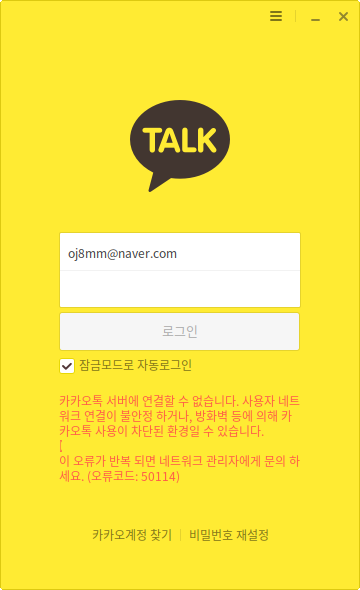 TALK
oj8mm@naver.com
로그인
잠금모드로 자동로그인
카카오톡 서버에 연결할 수 없습니다. 사용자 네트
워크 연결이 불안정 하거나, 방화벽 등에 의해 카
카오톡 사용이 차단된 환경일 수 있습니다.
[
이 오류가 반복 되면 네트워크 관리자에게 문의 하
세요. (오류코드: 50114)
카카오계정 찾기 | 비밀번호 재설정